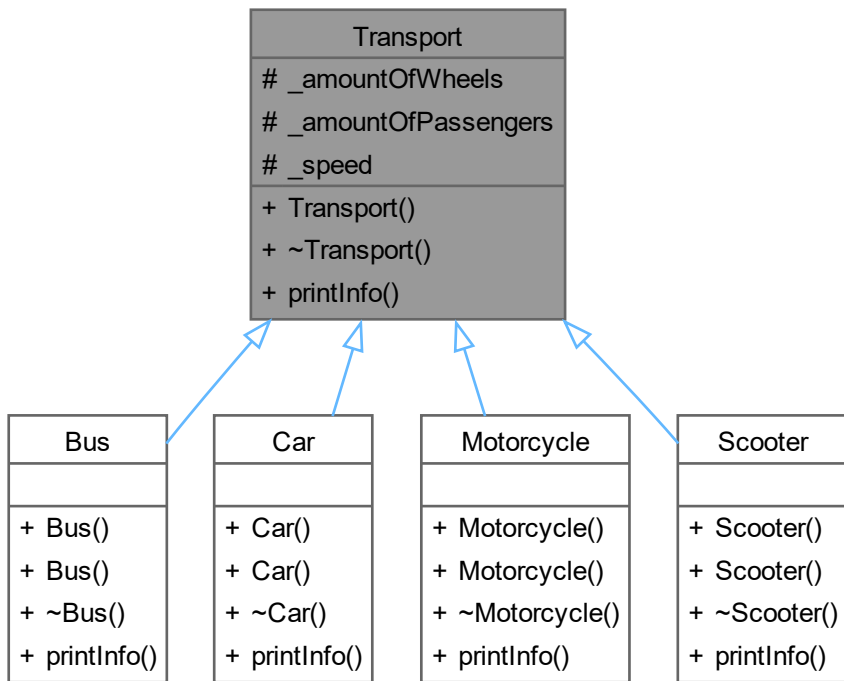 Transport
# _amountOfWheels
# _amountOfPassengers
# _speed
+ Transport()
+ ~Transport()
+ printInfo()
Bus
+ Bus()
+ Bus()
+ ~Bus()
+ printInfo()
Car
+ Car()
+ Car()
+ ~Car()
+ printInfo()
Motorcycle
+ Motorcycle()
+ Motorcycle()
+ ~Motorcycle()
+ printInfo()
Scooter
+ Scooter()
+ Scooter()
+ ~Scooter()
+ printInfo()